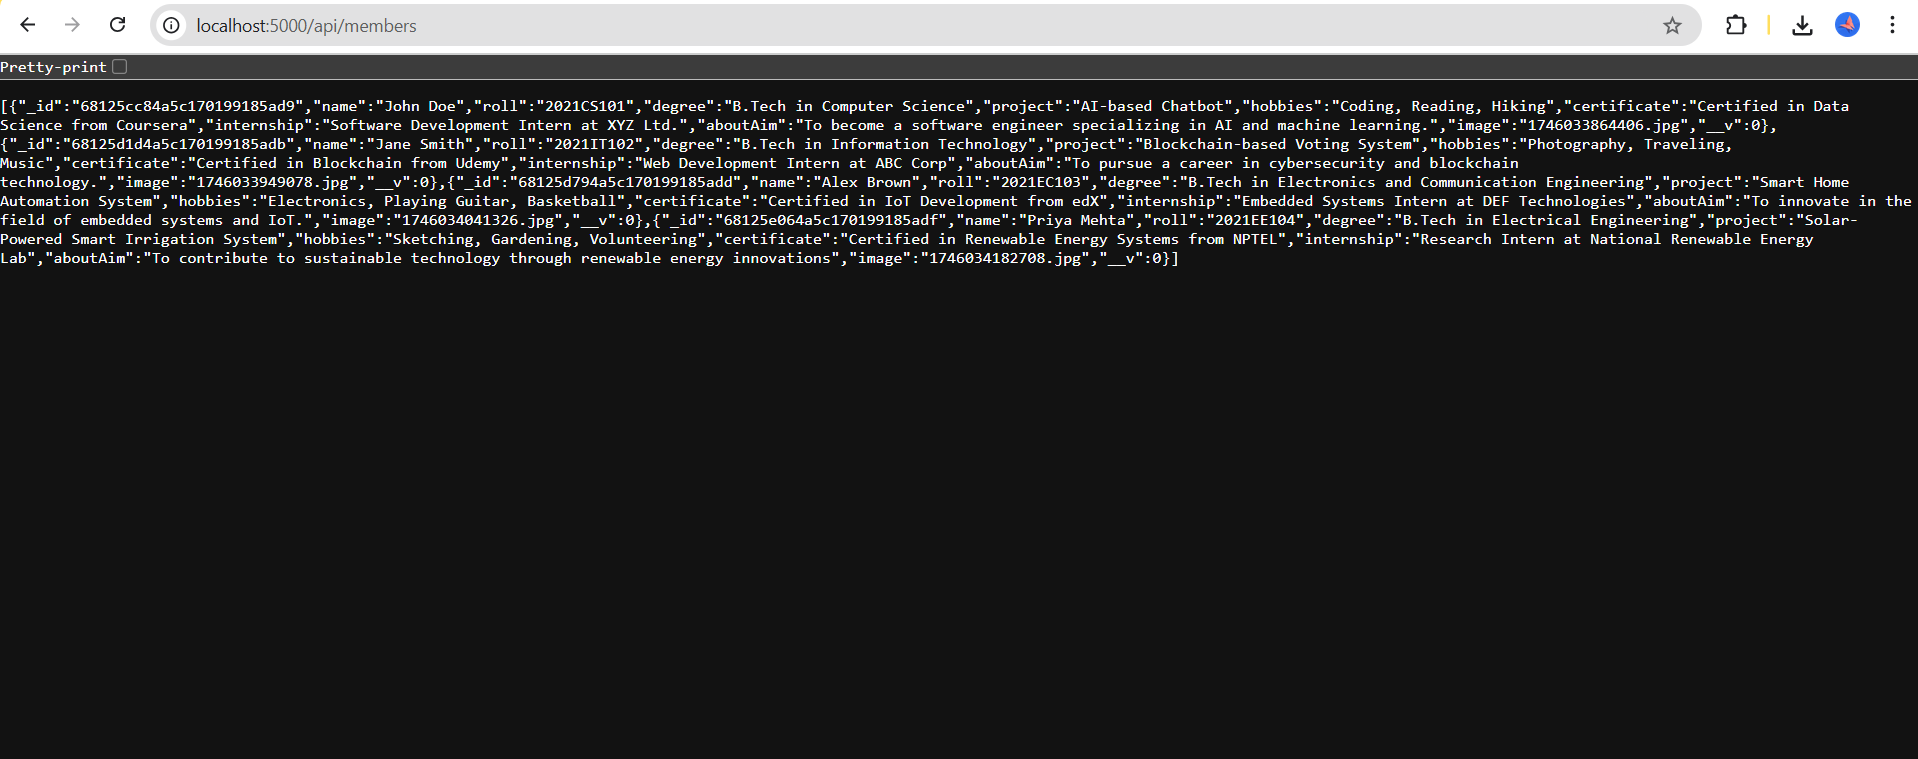 localhost:5000/api/members
Pretty-print
[{"_id":"68125cc84a5c170199185ad9","name":"John Doe","roll":"2021CS101","degree":"B.Tech in Computer Science","project":"AI-based Chatbot","hobbies":"Coding, Reading, Hiking","certificate":"Certified in Data
Science from Coursera","internship":"Software Development Intern at XYZ Ltd.","aboutAim":"To become a software engineer specializing in AI and machine learning.","image":"1746033864406.jpg","__v":0},
{"_id":"68125d1d4a5c170199185adb","name":"Jane Smith","roll":"2021IT102","degree":"B.Tech in Information Technology","project":"Blockchain-based Voting System","hobbies":"Photography, Traveling,
Music","certificate":"Certified in Blockchain from Udemy","internship":"Web Development Intern at ABC Corp","aboutAim":"To pursue a career in cybersecurity and blockchain
technology.","image":"1746033949078.jpg","__v":0},{"_id":"68125d794a5c170199185add","name":"Alex Brown","roll":"2021EC103","degree":"B.Tech in Electronics and Communication Engineering","project":"Smart Home
Automation System","hobbies":"Electronics, Playing Guitar, Basketball","certificate":"Certified in IoT Development from edX","internship":"Embedded Systems Intern at DEF Technologies","aboutAim":"To innovate in the
field of embedded systems and IoT.","image":"1746034041326.jpg","__v":0},{"_id":"68125e064a5c170199185adf","name":"Priya Mehta","roll":"2021EE104","degree":"B.Tech in Electrical Engineering","project":"Solar-
Powered Smart Irrigation System","hobbies":"Sketching, Gardening, Volunteering","certificate":"Certified in Renewable Energy Systems from NPTEL","internship":"Research Intern at National Renewable Energy
Lab","aboutAim":"To contribute to sustainable technology through renewable energy innovations","image":"1746034182708.jpg","__v":0}]